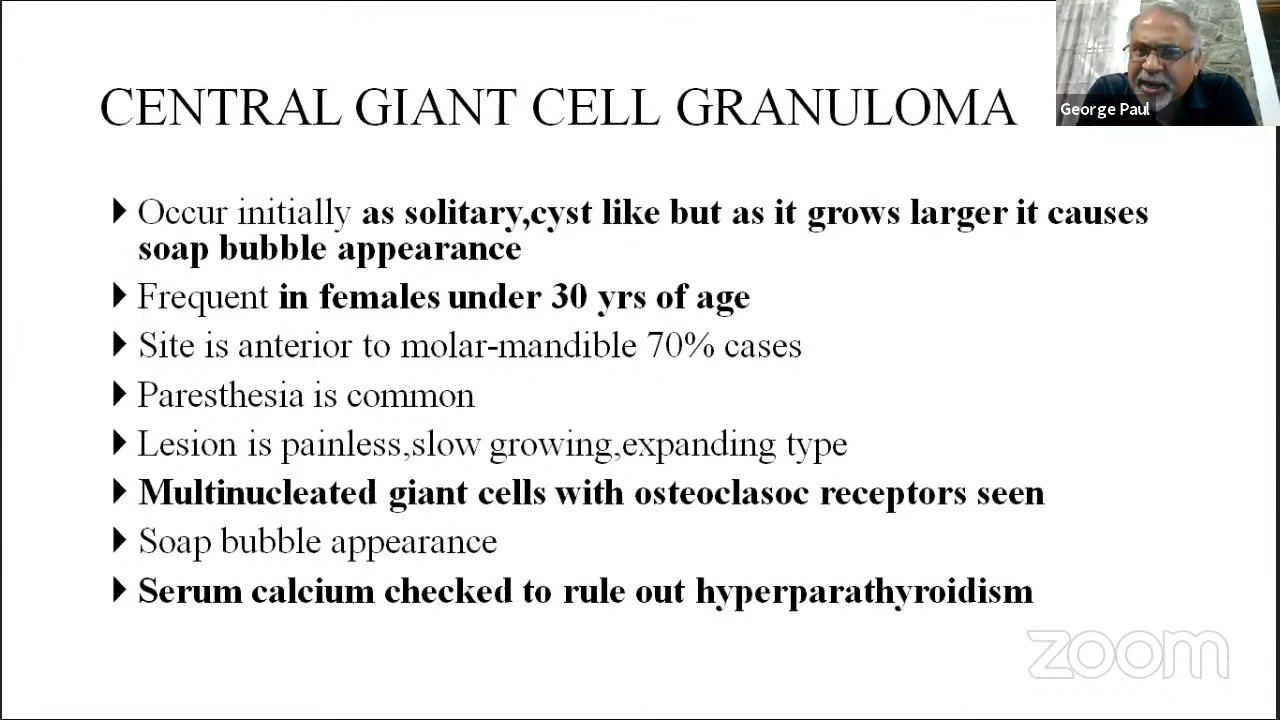 CENTRAL GIANT CELL GRANULOMA
George Paul
Occur initially as solitary,cyst like but as it grows larger it causes
soap bubble appearance
Frequent in females under 30 yrs of age
Site is anterior to molar-mandible 70% cases
Paresthesia is common
Lesion is painless,slow growing,expanding type
Multinucleated giant cells with osteoclasoc receptors seen
Soap bubble appearance
Serum calcium checked to rule out hyperparathyroidism
zoom